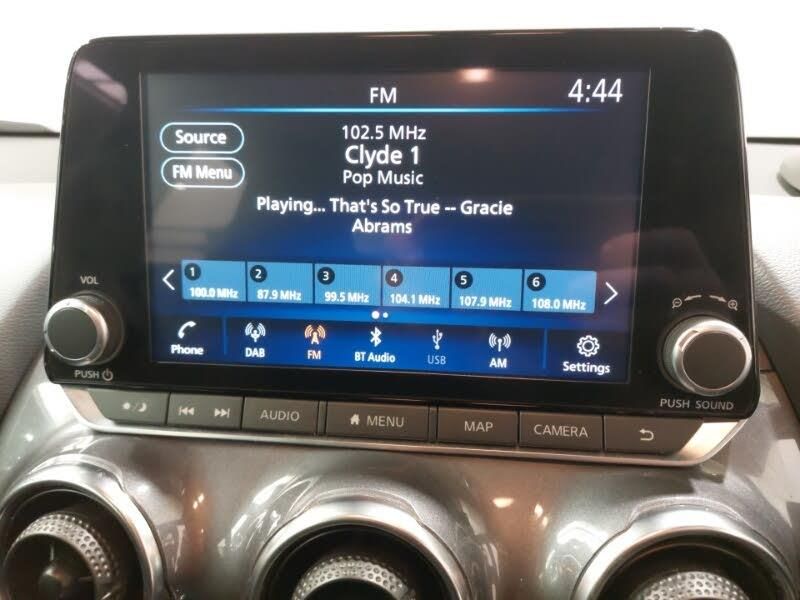 FM
4:44
Source
FM Menu
102.5 MHz
Clyde 1
Pop Music
Playing... That's So True -- Gracie
Abrams
1 2 3 4 5 6
100.0 MHz 87.9 MHz 99.5 MHz 104.1 MHz 107.9 MHz 108.0 MHz
Phone DAB FM BT Audio USB AM Settings
VOL
PUSH
PUSH SOUND
AUDIO MENU MAP CAMERA